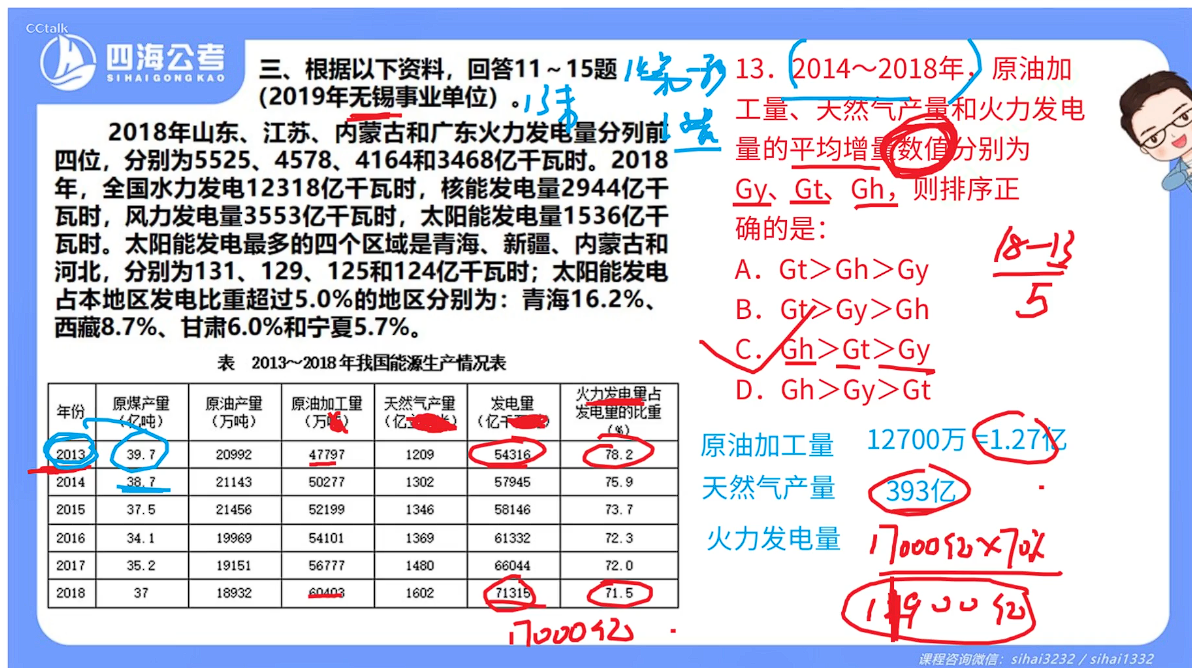 CCtalk
四海公考
SIHAIGONGKAO
三、根据以下资料，回答11～15题
(2019年无锡事业单位)。
2018年山东、江苏、内蒙古和广东火力发电量分列前
四位，分别为5525、4578、4164和3468亿千瓦时。2018
年，全国水力发电12318亿千瓦时，核能发电量2944亿千
瓦时，风力发电量3553亿千瓦时，太阳能发电量1536亿千
瓦时。太阳能发电最多的四个区域是青海、新疆、内蒙古和
河北，分别为131、129、125和124亿千瓦时；太阳能发电
占本地区发电比重超过5.0%的地区分别为：青海16.2%、
西藏8.7%、甘肃6.0%和宁夏5.7%。
表 2013～2018年我国能源生产情况表
年份 原煤产量（亿吨） 原油产量（万吨） 原油加工量（万 天然气产量（亿 发电量（亿千 火力发电量占发电量的比重（%）
2013 39.7 20992 47797 1209 54316 78.2
2014 38.7 21143 50277 1302 57945 75.9
2015 37.5 21456 52199 1346 58146 73.7
2016 34.1 19969 54101 1369 61332 72.3
2017 35.2 19151 56777 1480 66044 72.0
2018 37 18932 60403 1602 71315 71.5
17000亿
13．2014～2018年，原油加
工量、天然气产量和火力发电
量的平均增量数值分别为
Gy、Gt、Gh，则排序正
确的是：
A．Gt＞Gh＞Gy
B．Gt＞Gy＞Gh
C．Gh＞Gt＞Gy
D．Gh＞Gy＞Gt
18-13
5
原油加工量 12700万 =1.27亿
天然气产量 393亿
火力发电量 17000亿×70%
11900亿
课程咨询微信：sihai3232 / sihai1332